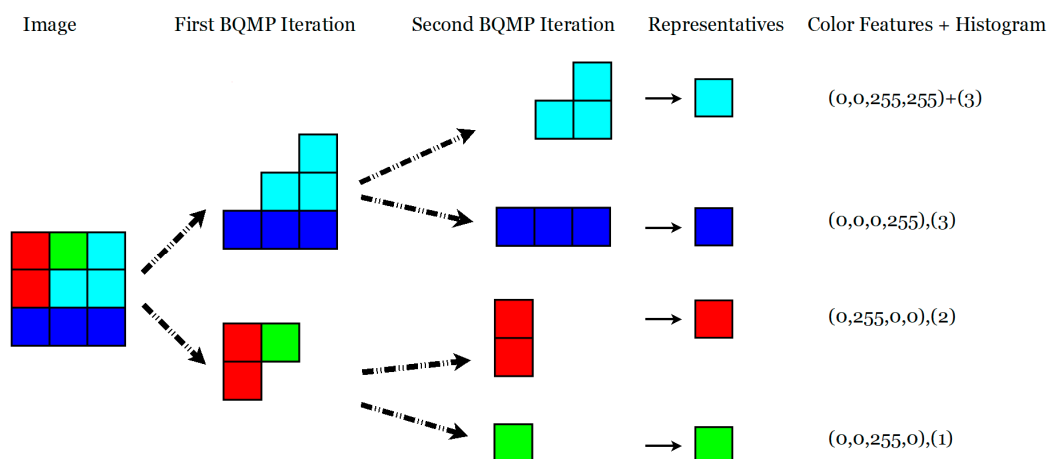 Image First BQMP Iteration Second BQMP Iteration Representatives Color Features + Histogram
(0,0,255,255)+(3)
(0,0,0,255),(3)
(0,255,0,0),(2)
(0,0,255,0),(1)